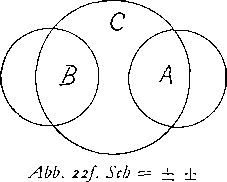 C
B A
Abb. 22f. Sch = ± ±